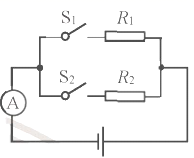 S₁ R₁
S₂ R₂
A